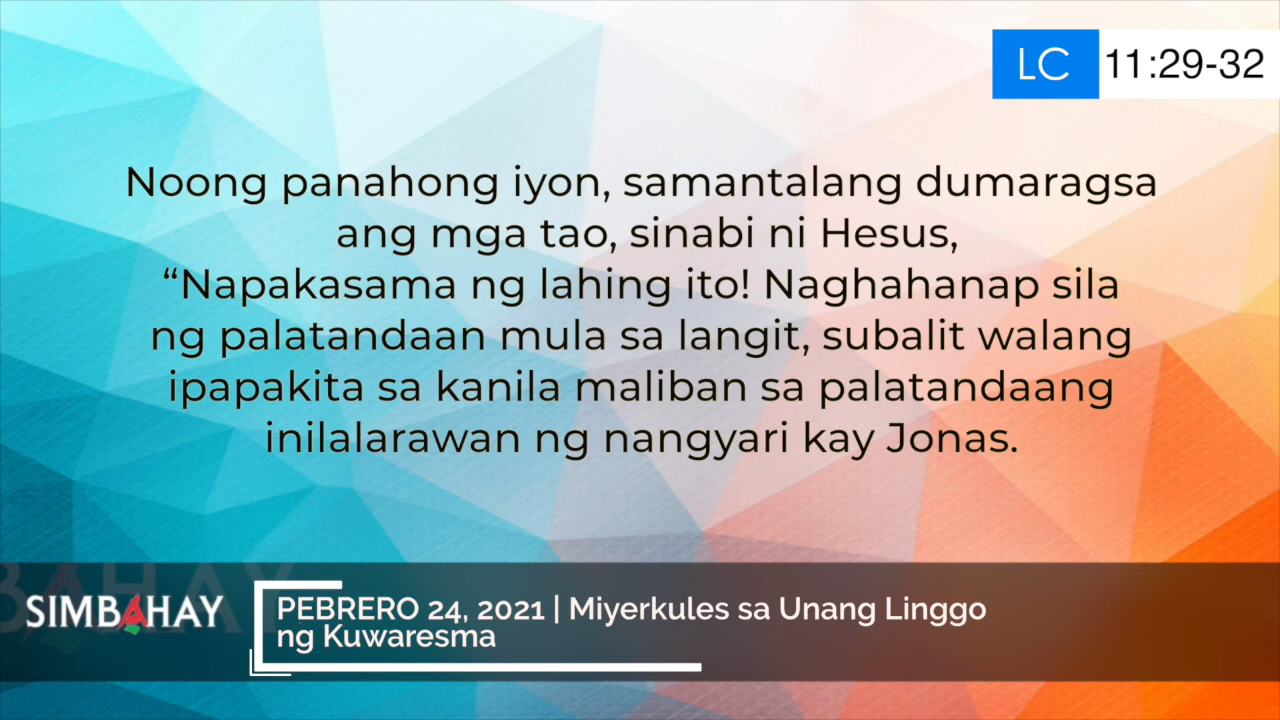 LC 11:29-32
Noong panahong iyon, samantalang dumaragsa
ang mga tao, sinabi ni Hesus,
“Napakasama ng lahing ito! Naghahanap sila
ng palatandaan mula sa langit, subalit walang
ipapakita sa kanila maliban sa palatandaang
inilalarawan ng nangyari kay Jonas.
SIMBAHAY
PEBRERO 24, 2021 | Miyerkules sa Unang Linggo
ng Kuwaresma